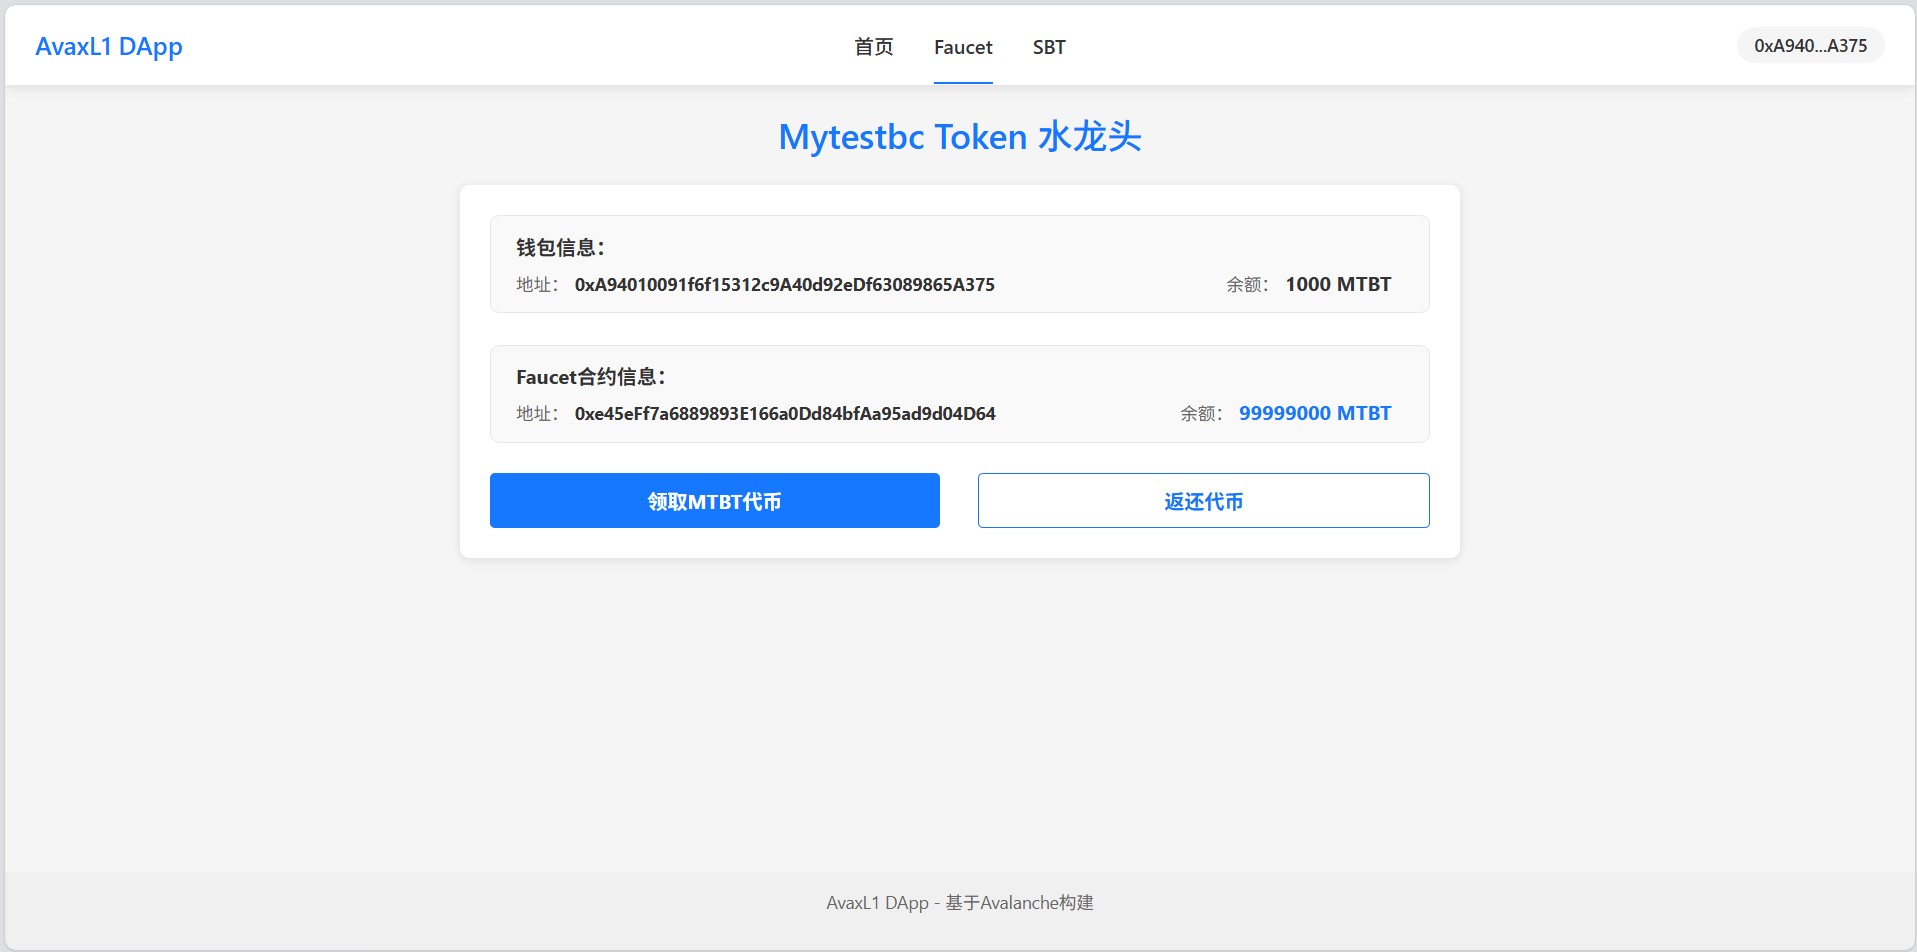 AvaxL1 DApp
首页 Faucet SBT
0xA940...A375
Mytestbc Token 水龙头
钱包信息：
地址： 0xA94010091f6f15312c9A40d92eDf63089865A375 余额： 1000 MTBT
Faucet合约信息：
地址： 0xe45eFf7a6889893E166a0Dd84bfAa95ad9d04D64 余额： 99999000 MTBT
领取MTBT代币 返还代币
AvaxL1 DApp - 基于Avalanche构建